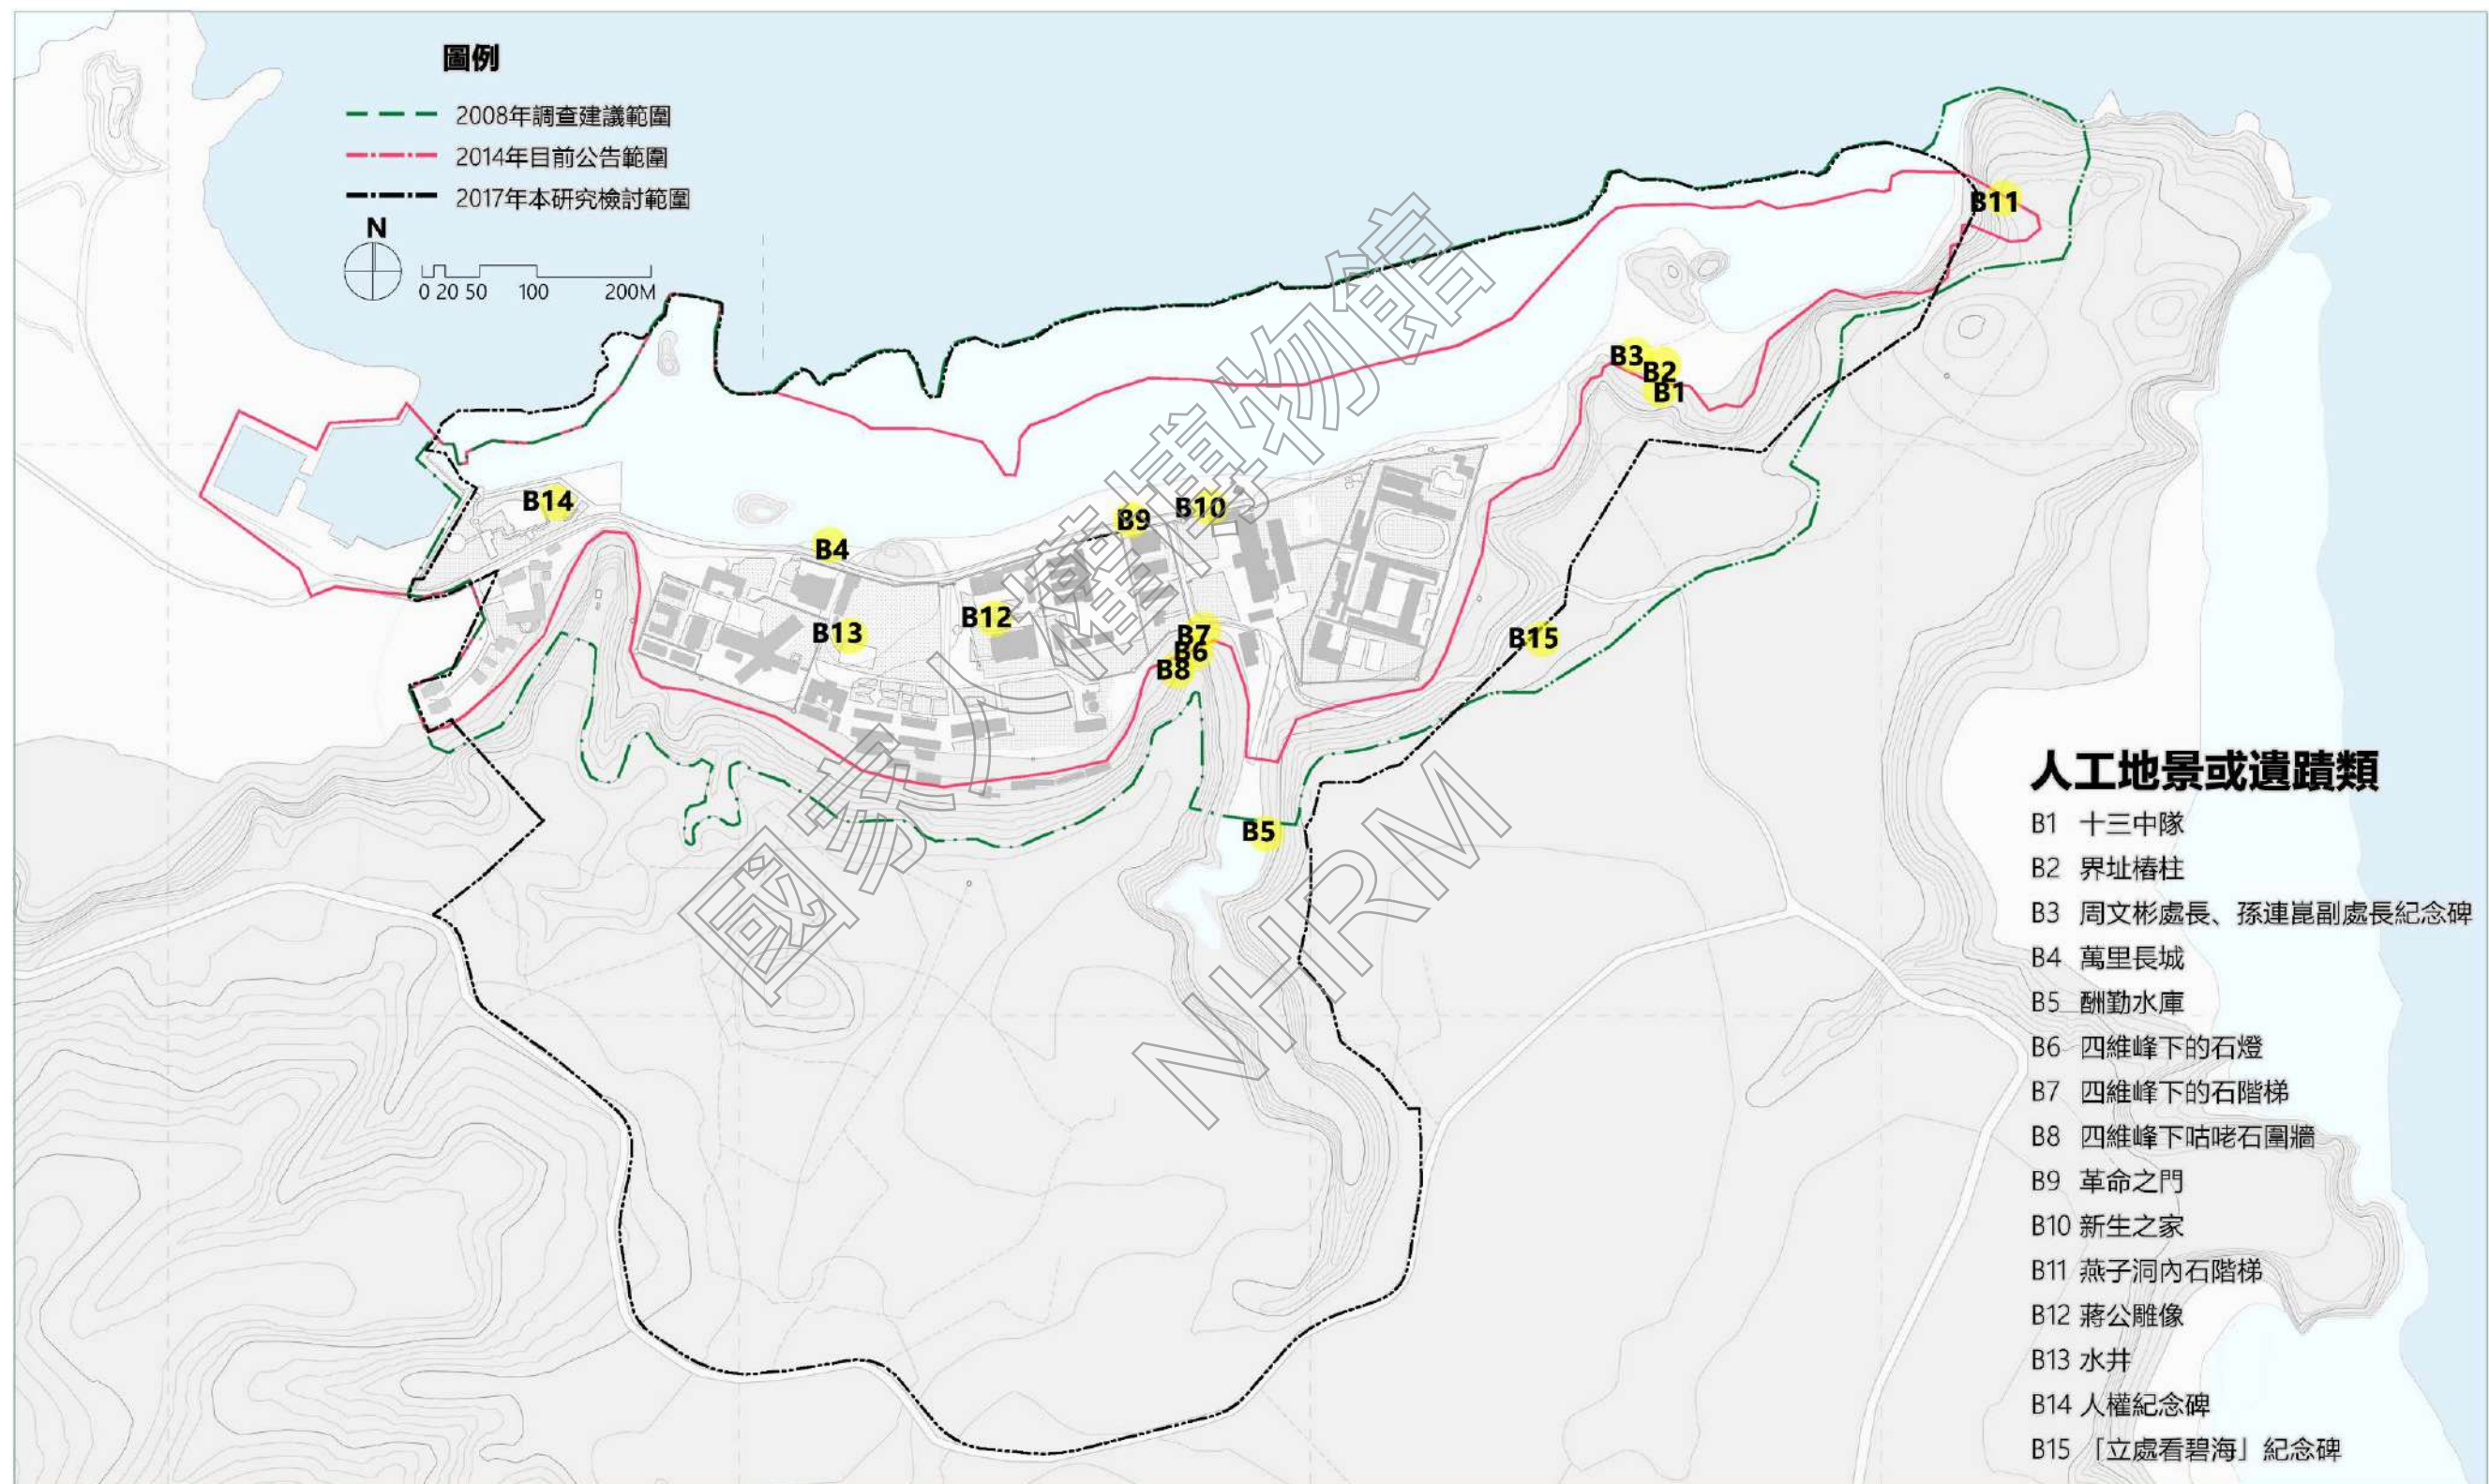 圖例
2008年調查建議範圍
2014年目前公告範圍
2017年本研究檢討範圍
N
0 20 50 100 200M
B11
B3
B2
B1
B14
B10
B9
B4
B12
B13
B7
B6
B8
B15
B5
國家人權博物館
NHRM
人工地景或遺蹟類
B1 十三中隊
B2 界址樁柱
B3 周文彬處長、孫連崑副處長紀念碑
B4 萬里長城
B5 酬勤水庫
B6 四維峰下的石燈
B7 四維峰下的石階梯
B8 四維峰下咕咾石圍牆
B9 革命之門
B10 新生之家
B11 燕子洞內石階梯
B12 蔣公雕像
B13 水井
B14 人權紀念碑
B15 「立處看碧海」紀念碑